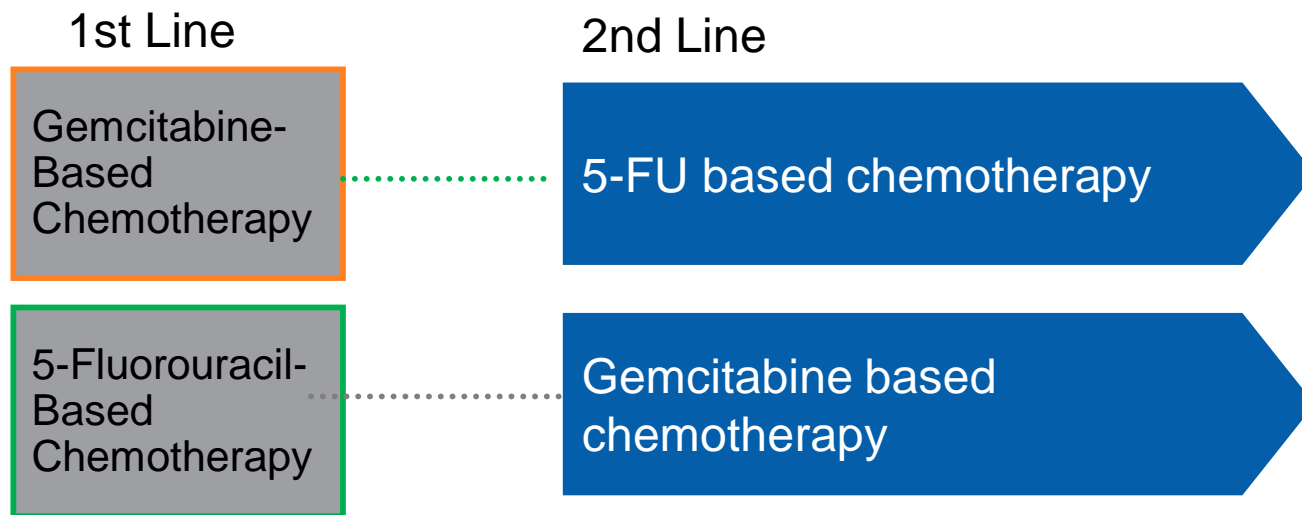 1st Line
2nd Line
Gemcitabine-
Based
Chemotherapy
5-FU based chemotherapy
5-Fluorouracil-
Based
Chemotherapy
Gemcitabine based
chemotherapy